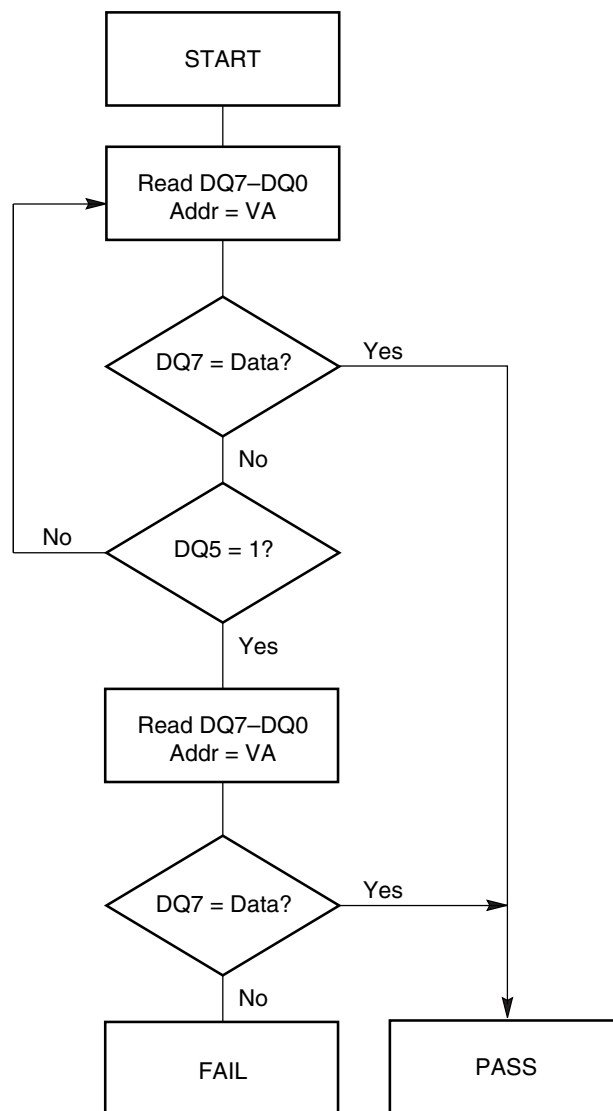 START
Read DQ7–DQ0
Addr = VA
DQ7 = Data?
Yes
No
No
DQ5 = 1?
Yes
Read DQ7–DQ0
Addr = VA
DQ7 = Data?
Yes
No
FAIL
PASS